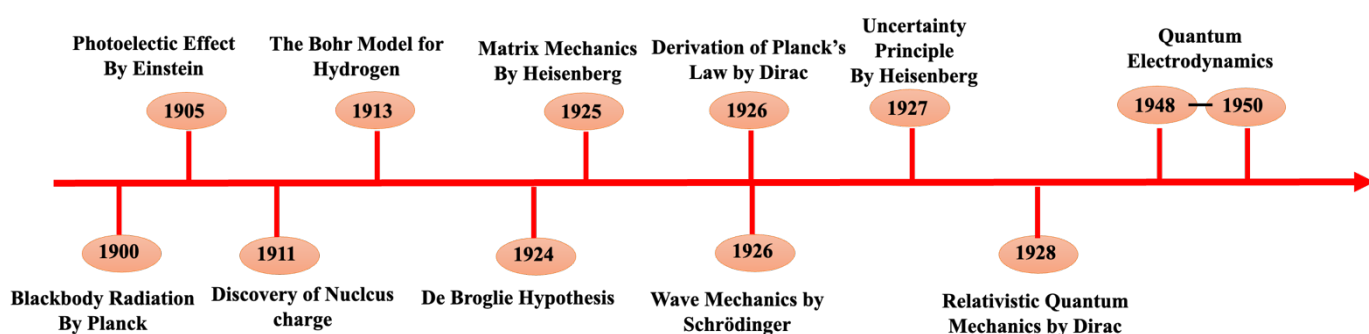 Photoelectic Effect
By Einstein
1905
The Bohr Model for
Hydrogen
1913
Matrix Mechanics
By Heisenberg
1925
Derivation of Planck's
Law by Dirac
1926
Uncertainty
Principle
By Heisenberg
1927
Quantum
Electrodynamics
1948 – 1950
1900
Blackbody Radiation
By Planck
1911
Discovery of Nuclcus
charge
1924
De Broglie Hypothesis
1926
Wave Mechanics by
Schrödinger
1928
Relativistic Quantum
Mechanics by Dirac